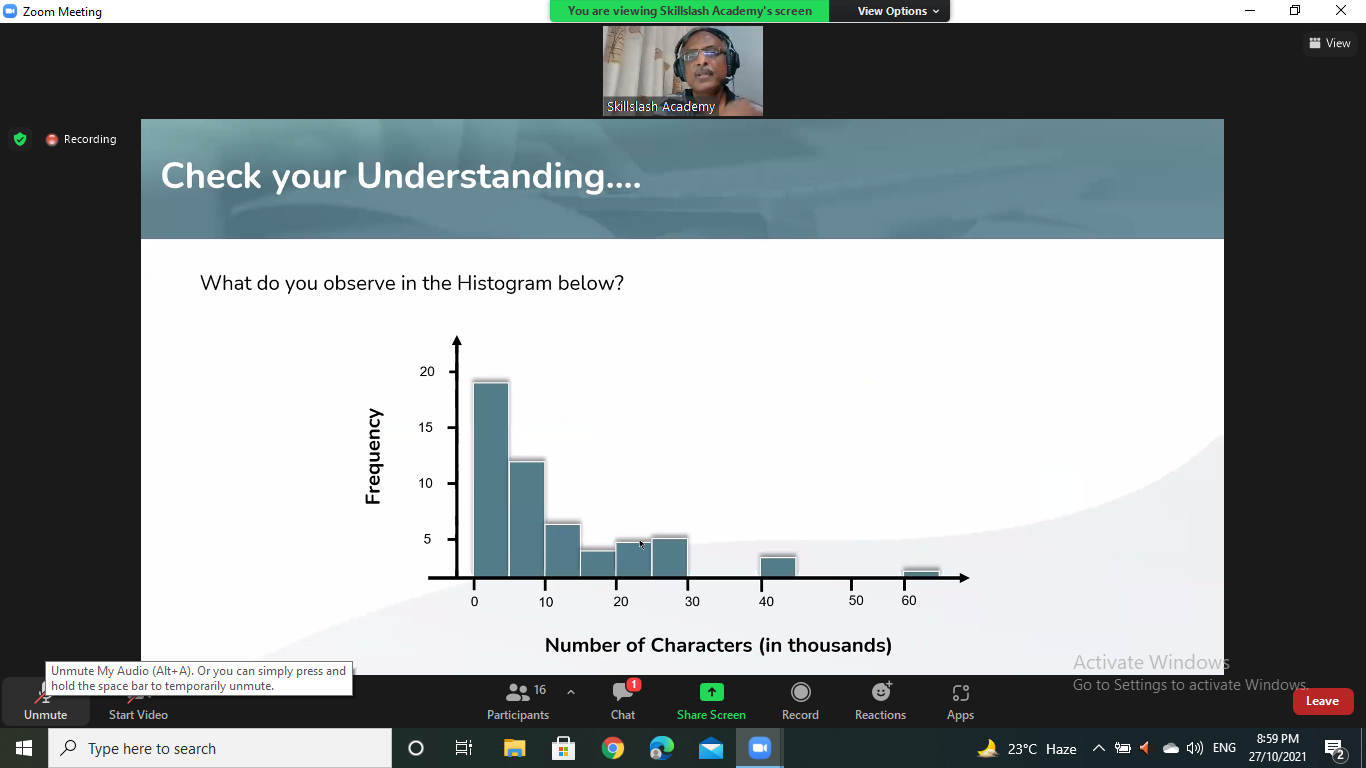 Zoom Meeting
You are viewing Skillslash Academy's screen
View Options
View
Skillslash Academy
Recording
Check your Understanding....
What do you observe in the Histogram below?
20
15
10
5
Frequency
0 10 20 30 40 50 60
Number of Characters (in thousands)
Activate Windows
Go to Settings to activate Windows.
Unmute My Audio (Alt+A). Or you can simply press and
hold the space bar to temporarily unmute.
16
1
Unmute
Start Video
Participants
Chat
Share Screen
Record
Reactions
Apps
Leave
Type here to search
23°C Haze
ENG
8:59 PM
27/10/2021
2